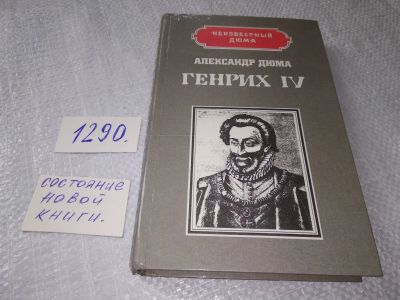 НЕИЗВЕСТНЫЙ
ДЮМА
АЛЕКСАНДР ДЮМА
ГЕНРИХ IV
1290.
состояние
новой
книги.